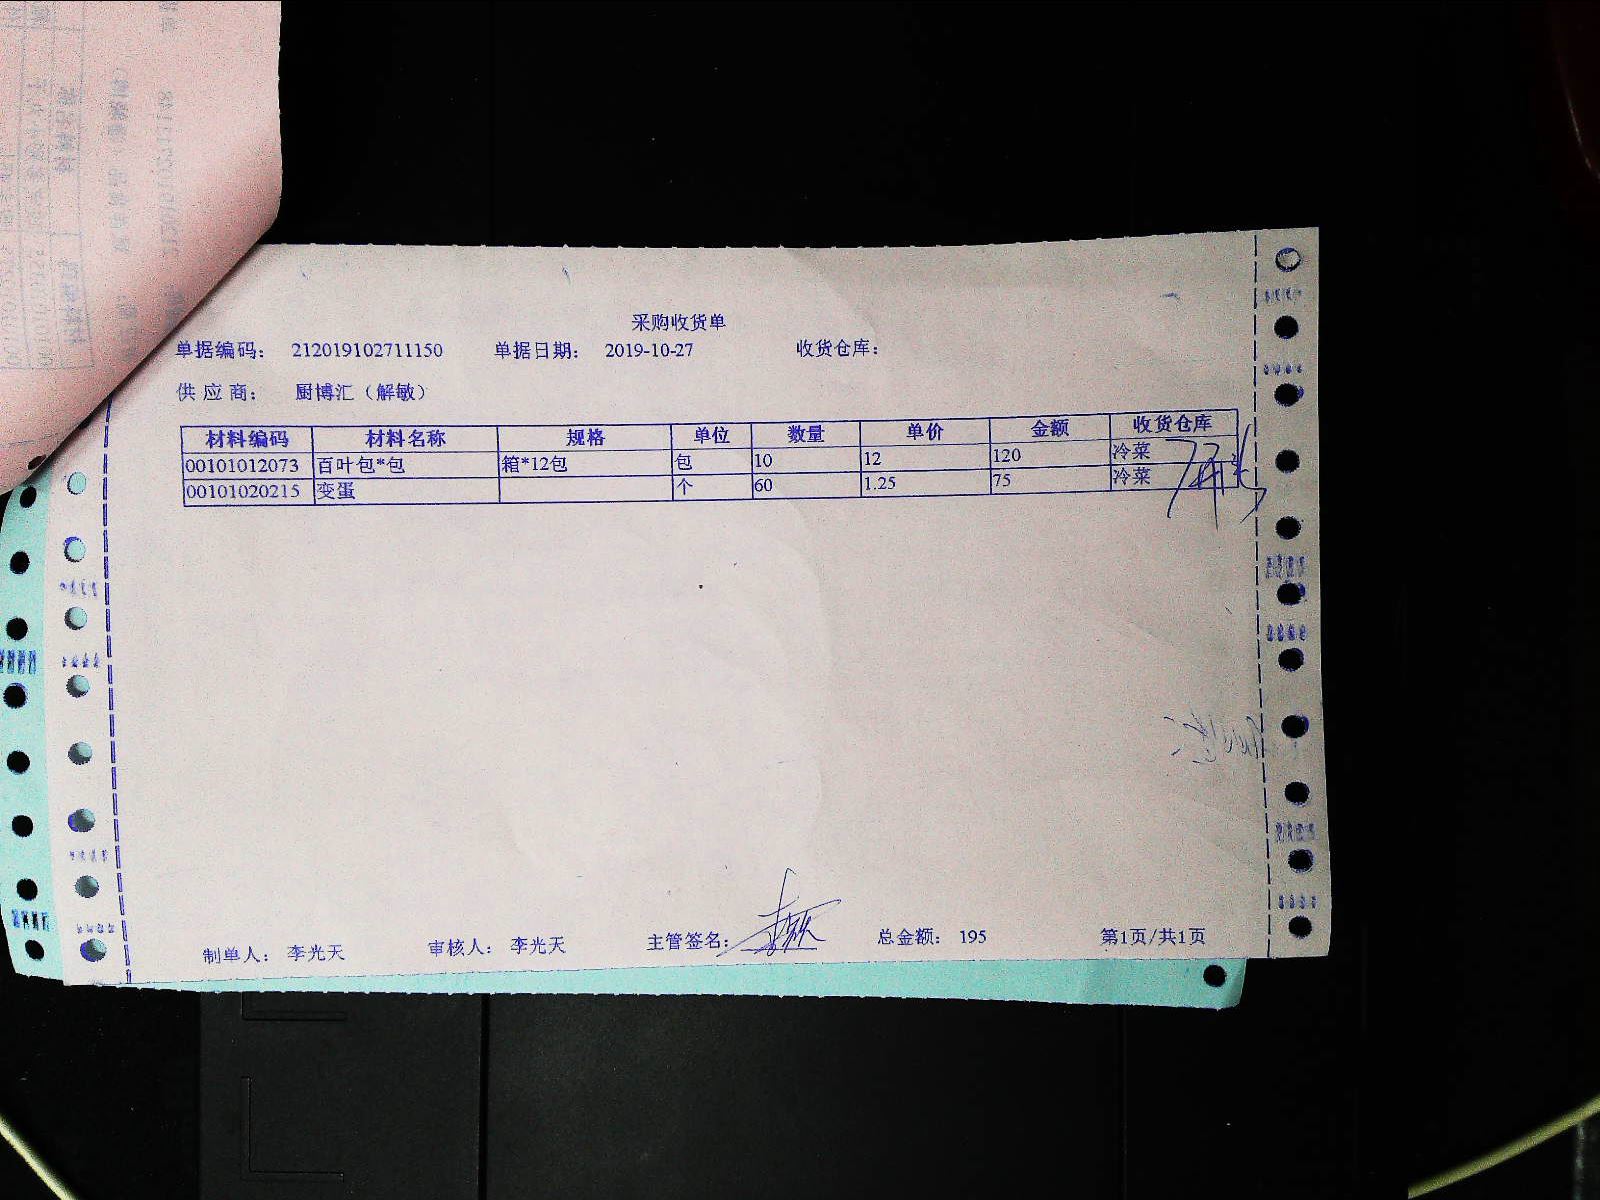 采购收货单
单据编码： 212019102711150 单据日期： 2019-10-27 收货仓库：
供应商： 厨博汇（解敏）
材料编码 材料名称 规格 单位 数量 单价 金额 收货仓库
00101012073 百叶包*包 箱*12包 包 10 12 120 冷菜
00101020215 变蛋 个 60 1.25 75 冷菜
制单人： 李光天 审核人： 李光天 主管签名： 总金额： 195 第1页/共1页